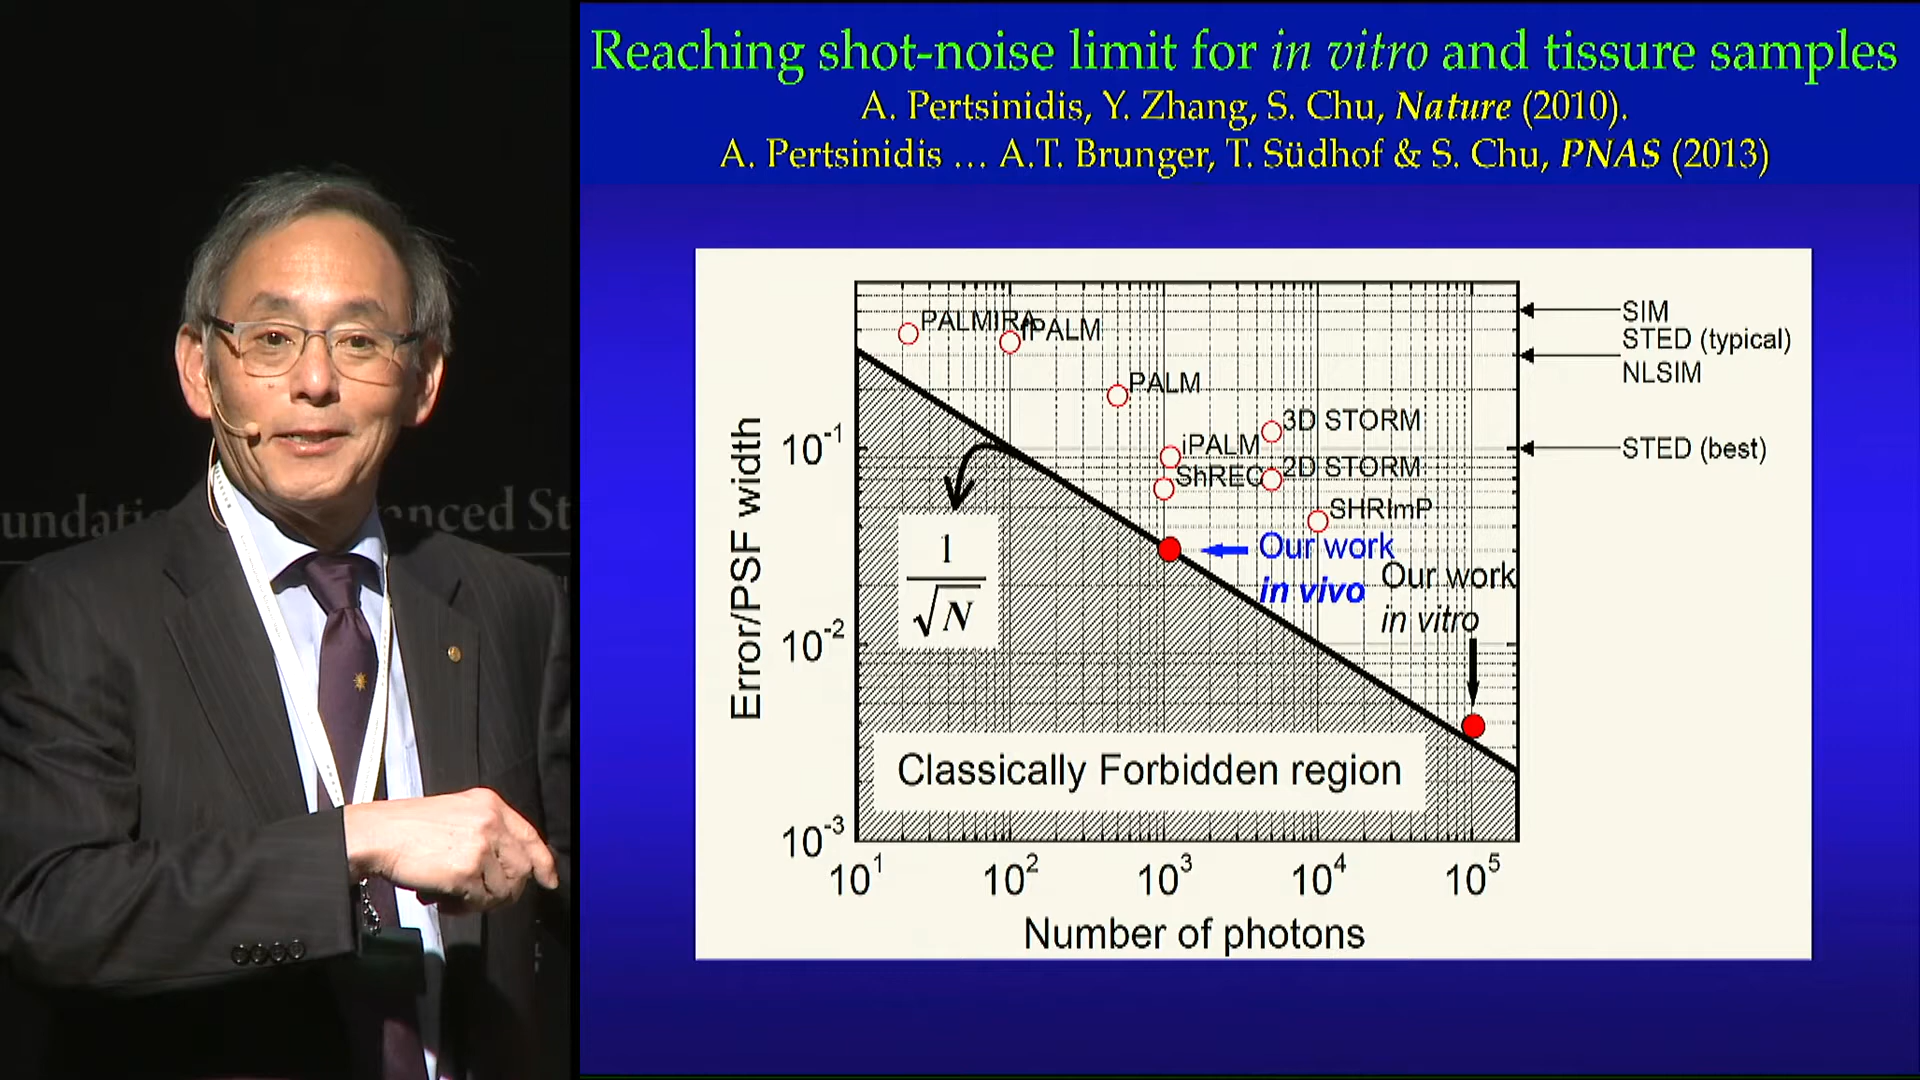 Reaching shot-noise limit for in vitro and tissure samples
A. Pertsinidis, Y. Zhang, S. Chu, Nature (2010).
A. Pertsinidis … A.T. Brunger, T. Südhof & S. Chu, PNAS (2013)
PALMIRA
fPALM
PALM
3D STORM
iPALM
2D STORM
ShREC
SHRImP
Our work
in vivo
Our work
in vitro
SIM
STED (typical)
NLSIM
STED (best)
1
√N
Classically Forbidden region
Error/PSF width
10⁻¹
10⁻²
10⁻³
10¹
10²
10³
10⁴
10⁵
Number of photons